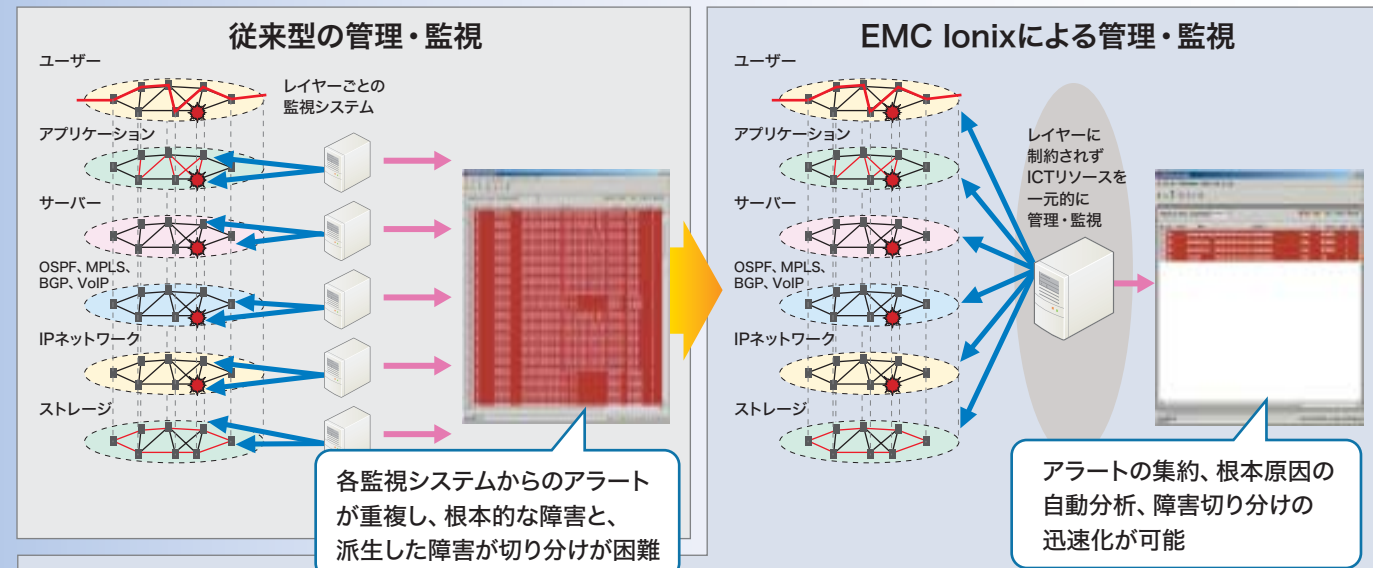 従来型の管理・監視
ユーザー
レイヤーごとの
監視システム
アプリケーション
サーバー
OSPF、MPLS、
BGP、VoIP
IPネットワーク
ストレージ
各監視システムからのアラート
が重複し、根本的な障害と、
派生した障害が切り分けが困難
EMC Ionixによる管理・監視
ユーザー
アプリケーション
レイヤーに
制約されず
ICTリソースを
一元的に
管理・監視
サーバー
OSPF、MPLS、
BGP、VoIP
IPネットワーク
ストレージ
アラートの集約、根本原因の
自動分析、障害切り分けの
迅速化が可能